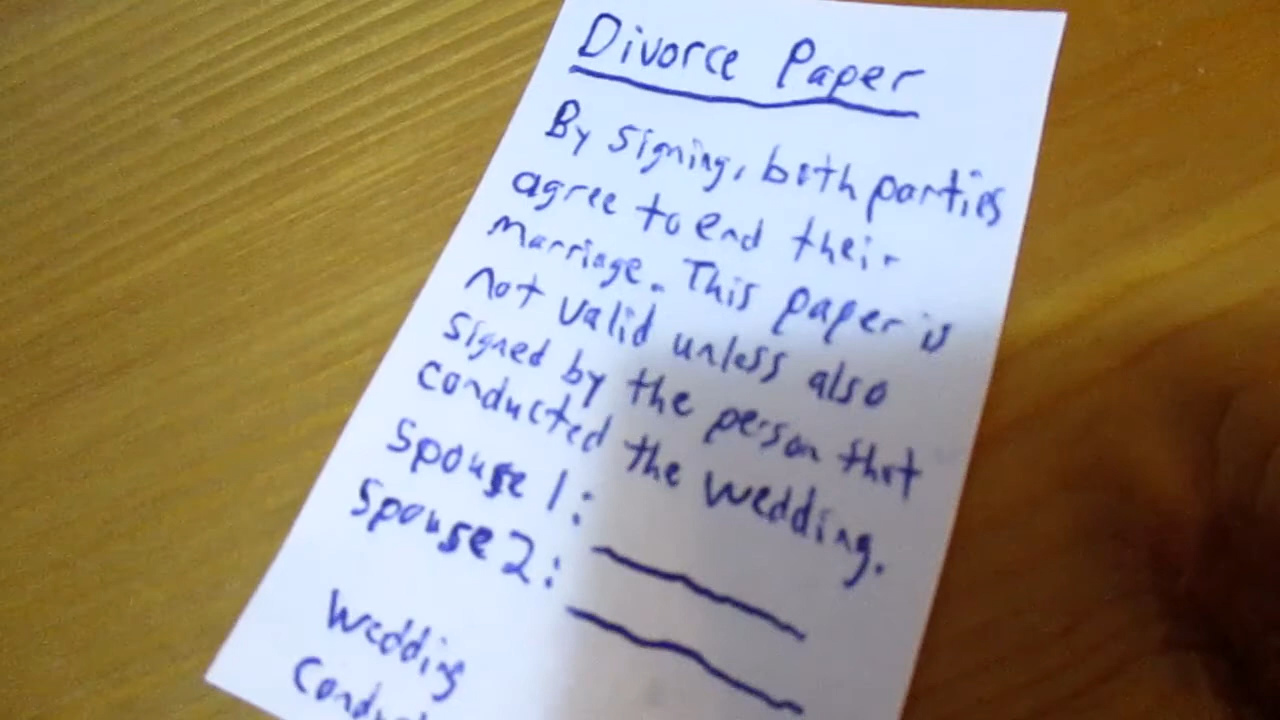 Divorce Paper
By signing, both parties
agree to end their
marriage. This paper is
not valid unless also
signed by the person that
conducted the wedding.
Spouse 1:
Spouse 2:
Wedding